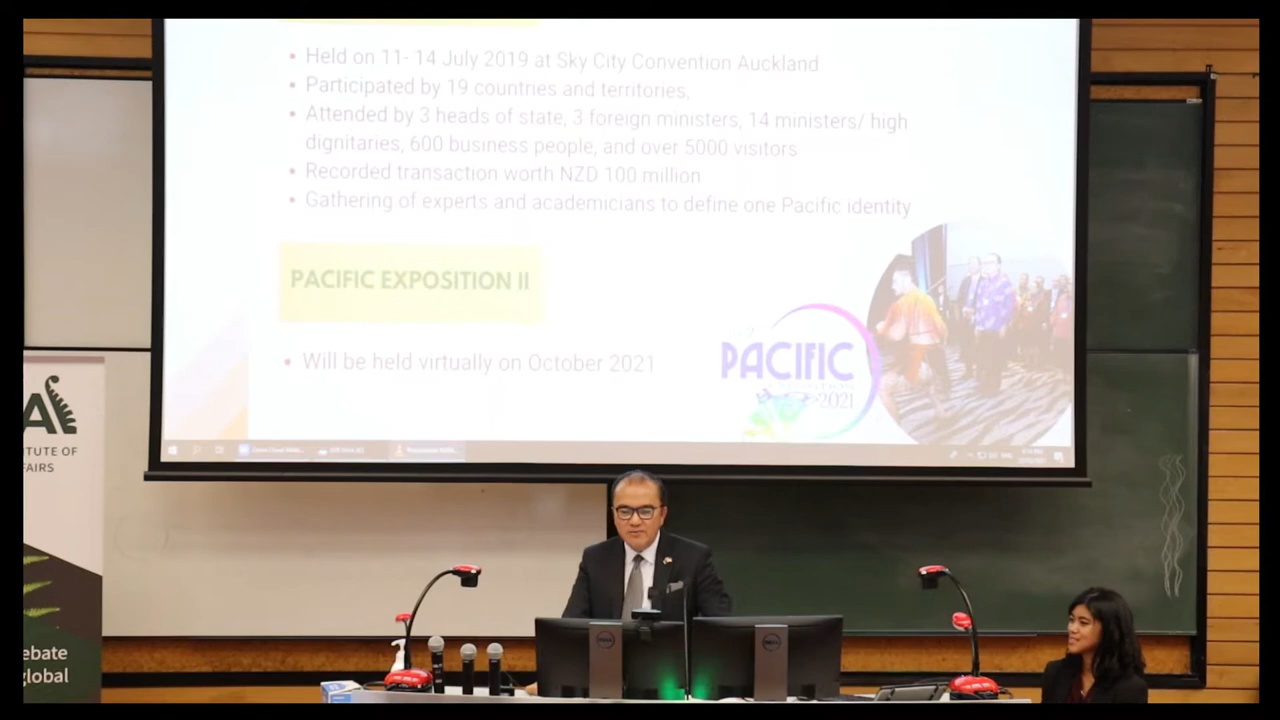 • Held on 11- 14 July 2019 at Sky City Convention Auckland
• Participated by 19 countries and territories,
• Attended by 3 heads of state, 3 foreign ministers, 14 ministers/ high
dignitaries, 600 business people, and over 5000 visitors
• Recorded transaction worth NZD 100 million
• Gathering of experts and academicians to define one Pacific identity
PACIFIC EXPOSITION II
• Will be held virtually on October 2021
PACIFIC
2021
A
TUTE OF
FAIRS
ebate
global
DELL
DELL